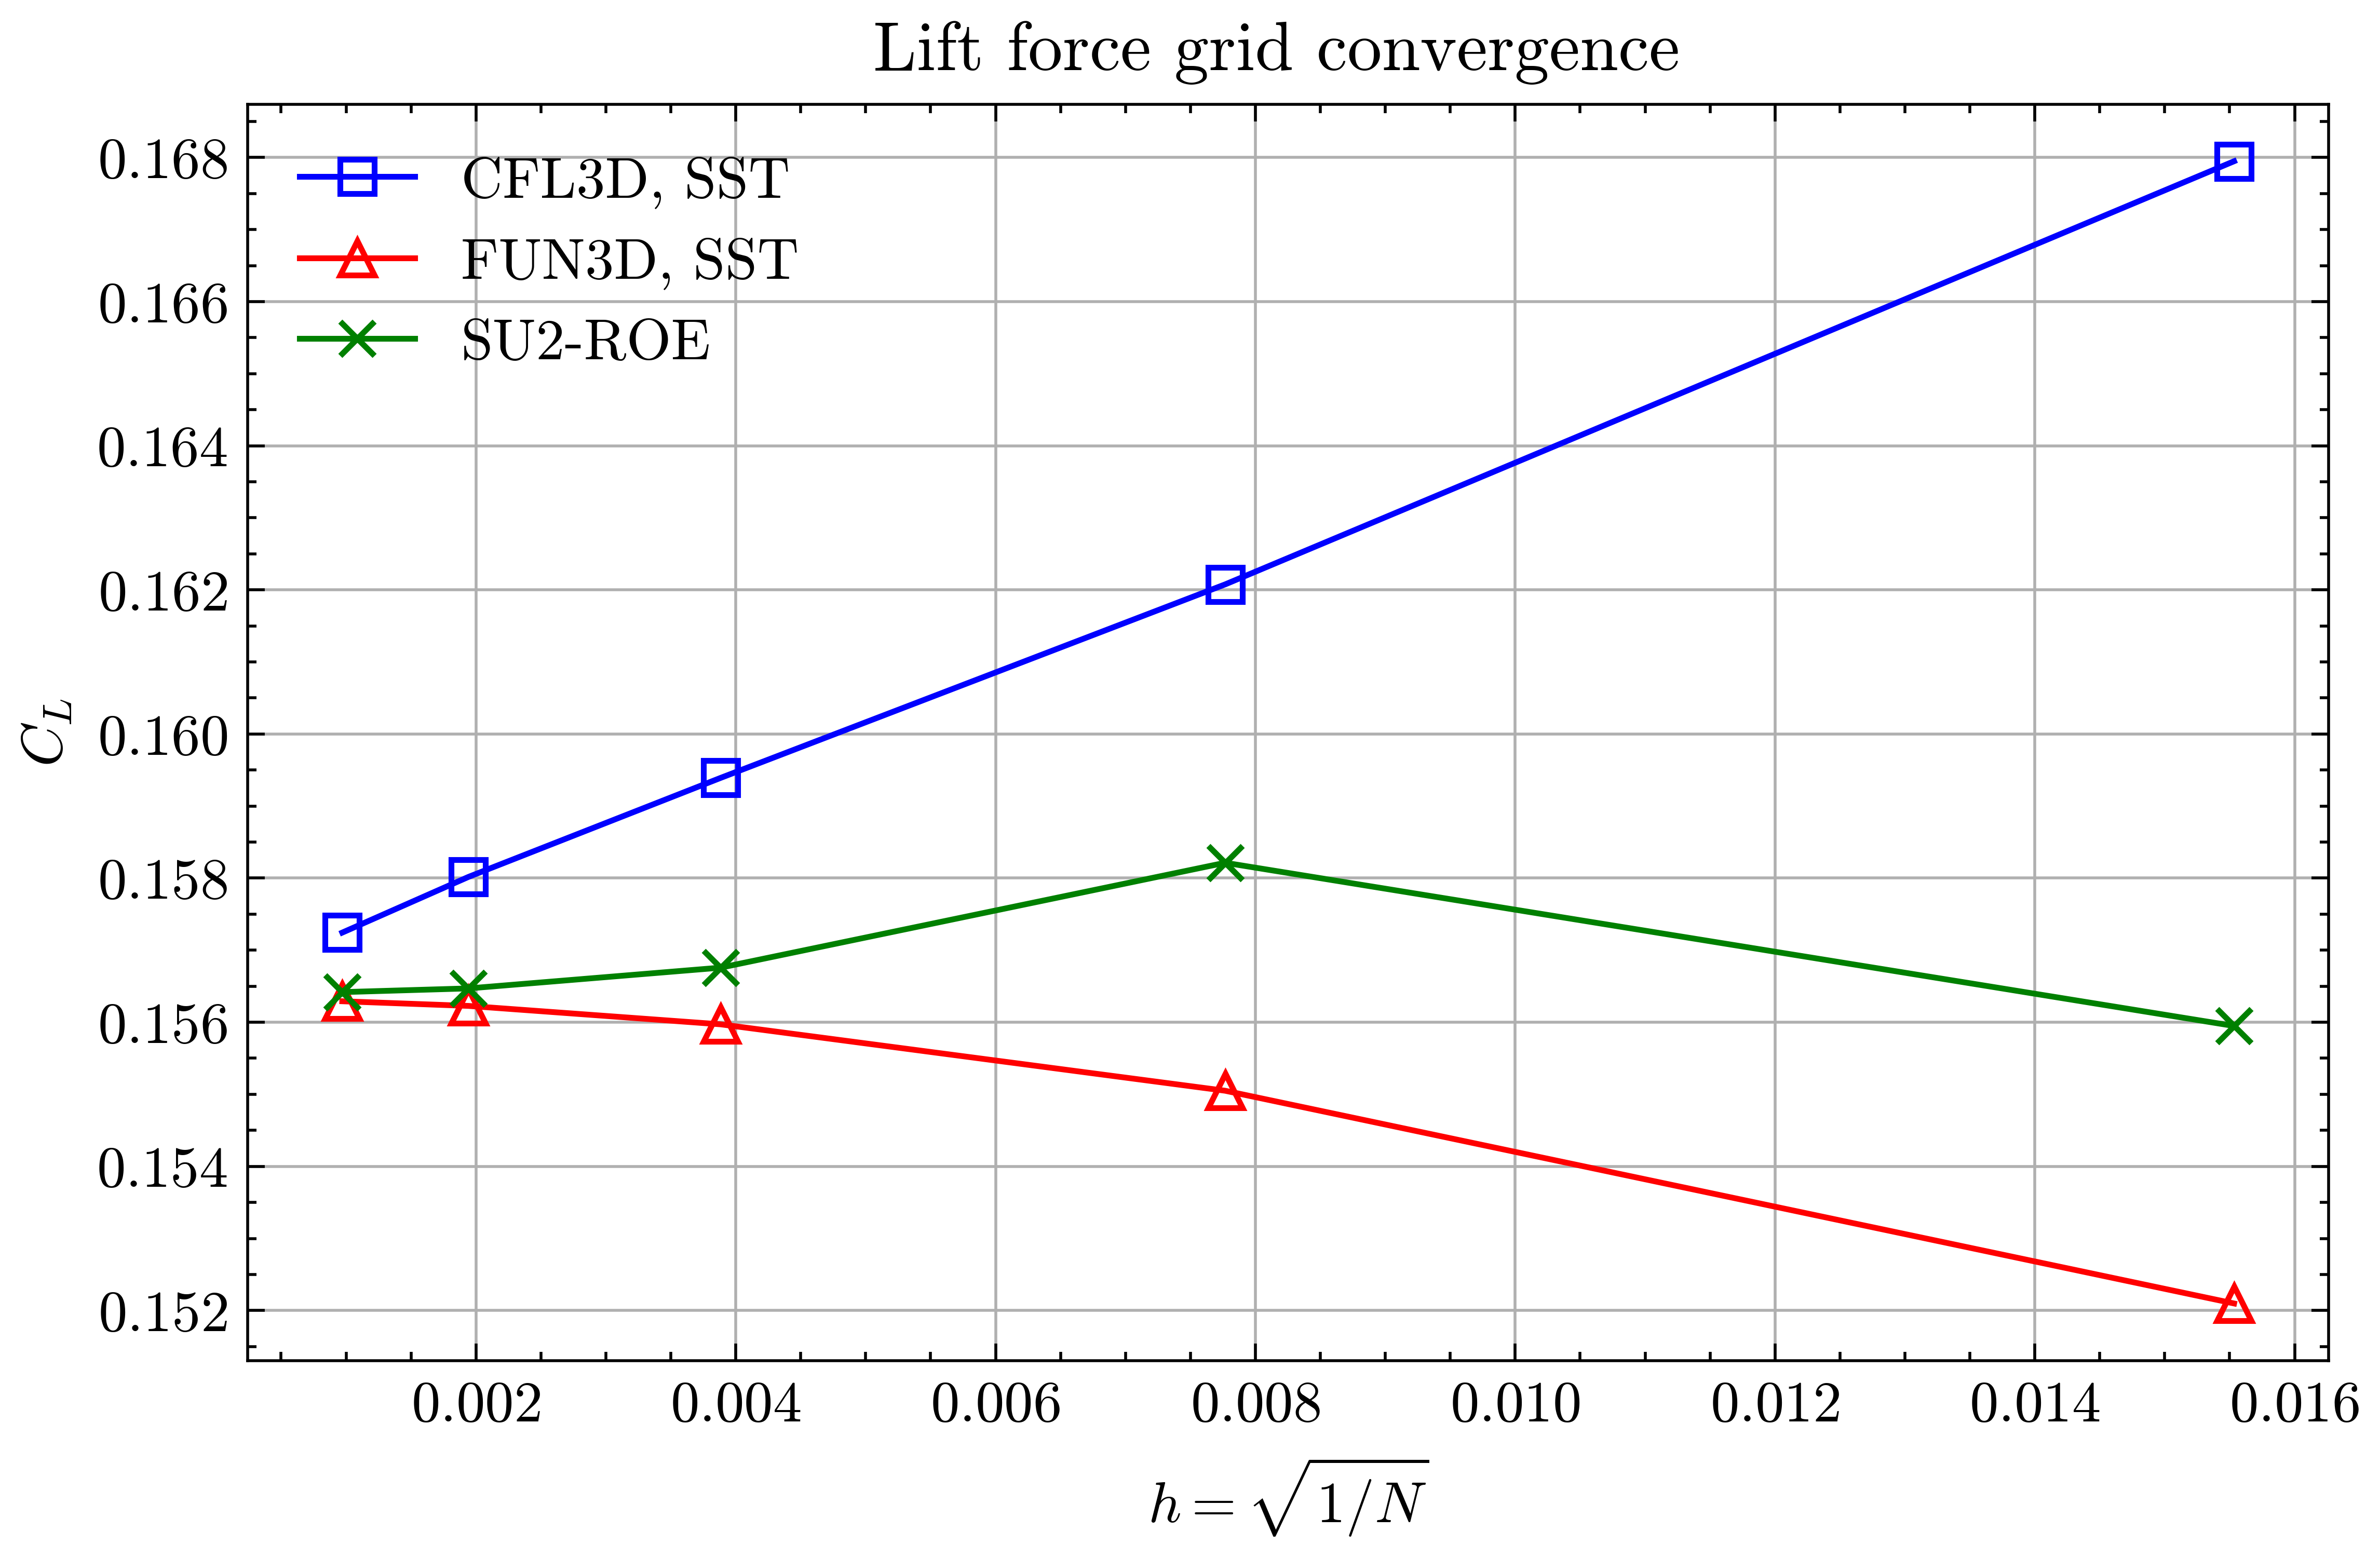 Lift force grid convergence
CFL3D, SST
FUN3D, SST
SU2-ROE
0.168
0.166
0.164
0.162
0.160
0.158
0.156
0.154
0.152
C_L
0.002 0.004 0.006 0.008 0.010 0.012 0.014 0.016
h = √1/N